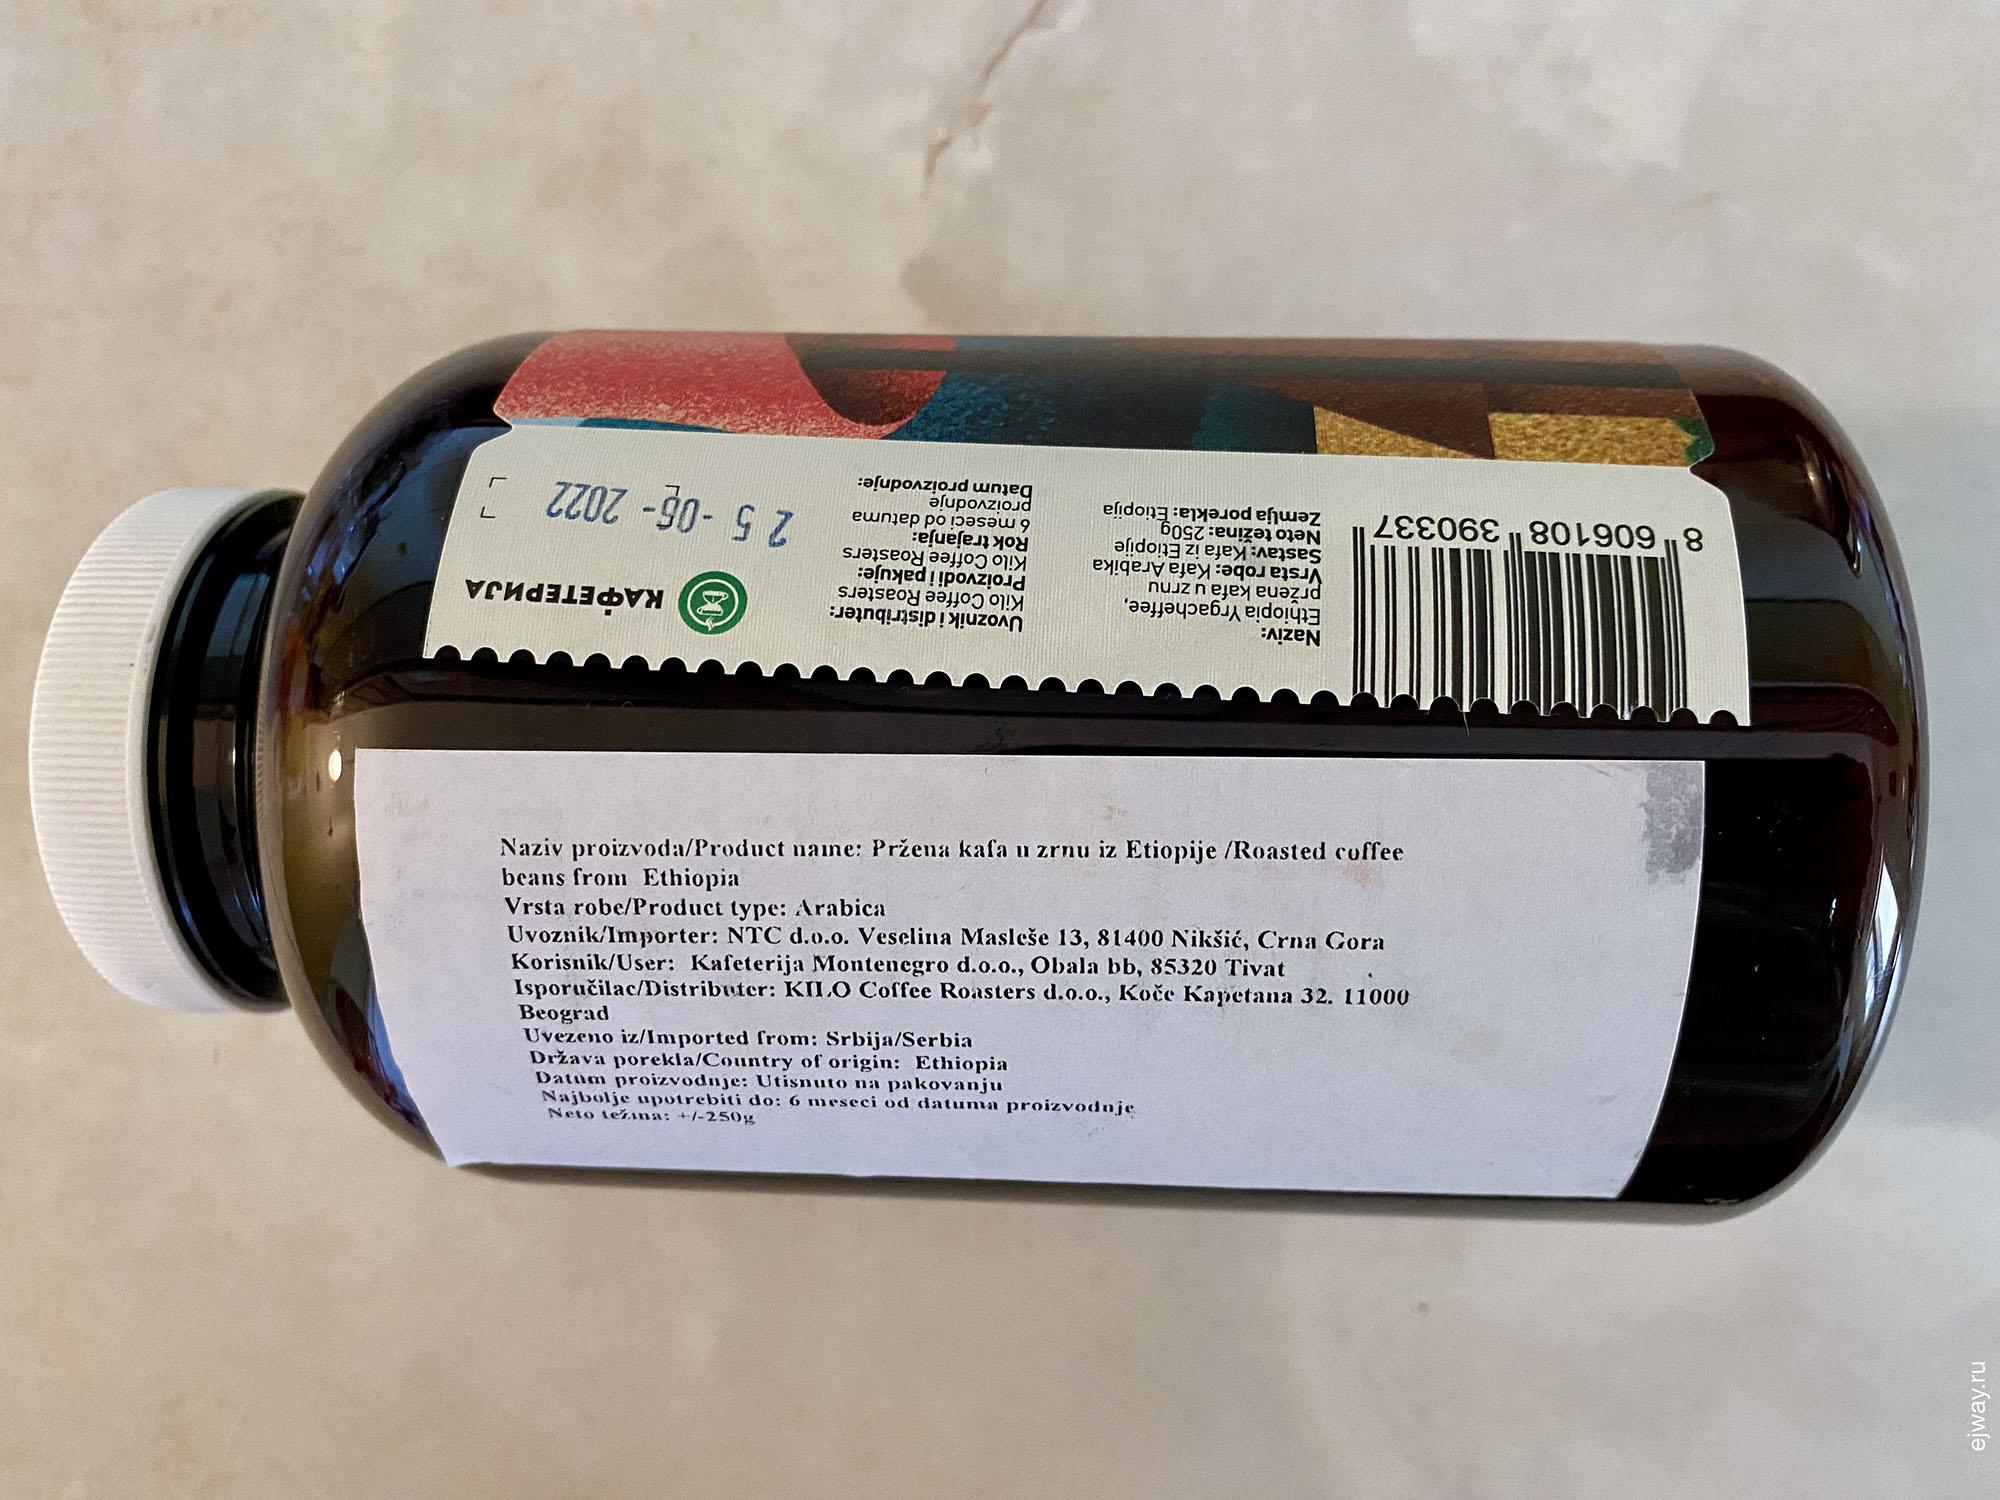 Naziv:
Ethiopia Yrgacheffee,
pržena kafa u zrnu
Vrsta robe: Kafa Arabika
Sastav: Kafa iz Etiopije
Neto težina: 250g
Zemlja porekla: Etiopija
8 606108 390337
Uvoznik i distributer:
Kilo Coffee Roasters
Proizvodi i pakuje:
Kilo Coffee Roasters
Rok trajanja:
6 meseci od datuma
proizvodnje
Datum proizvodnje:
КАФЕТЕРИЈА
25-06-2022
Naziv proizvoda/Product name: Pržena kafa u zrnu iz Etiopije /Roasted coffee
beans from Ethiopia
Vrsta robe/Product type: Arabica
Uvoznik/Importer: NTC d.o.o. Veselina Masleše 13, 81400 Nikšić, Crna Gora
Korisnik/User: Kafeterija Montenegro d.o.o., Obala bb, 85320 Tivat
Isporučilac/Distributer: KILO Coffee Roasters d.o.o., Koče Kapetana 32. 11000
Beograd
Uvezeno iz/Imported from: Srbija/Serbia
Država porekla/Country of origin: Ethiopia
Datum proizvodnje: Utisnuto na pakovanju
Najbolje upotrebiti do: 6 meseci od datuma proizvodnje
Neto težina: +/-250g
ejway.ru